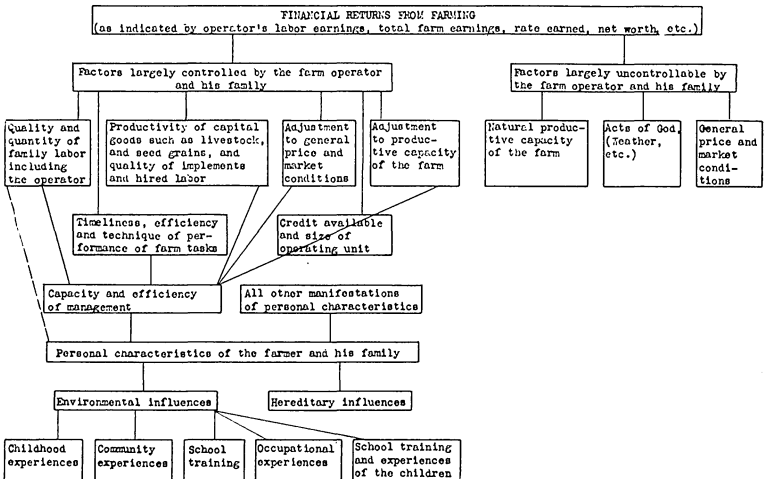 FINANCIAL RETURNS FROM FARMING
(as indicated by operator's labor earnings, total farm earnings, rate earned, net worth, etc.)
Factors largely controlled by the farm operator
and his family
Factors largely uncontrollable by
the farm operator and his family
Quality and
quantity of
family labor
including
the operator
Productivity of capital
goods such as livestock,
and seed grains, and
quality of implements
and hired labor
Adjustment
to general
price and
market
conditions
Adjustment
to produc-
tive capacity
of the farm
Natural produc-
tive capacity
of the farm
Acts of God,
(Weather,
etc.)
General
price and
market
condi-
tions
Timeliness, efficiency
and technique of per-
formance of farm tasks
Credit available
and size of
operating unit
Capacity and efficiency
of management
All other manifestations
of personal characteristics
Personal characteristics of the farmer and his family
Environmental influences
Hereditary influences
Childhood
experiences
Community
experiences
School
training
Occupational
experiences
School training
and experiences
of the children